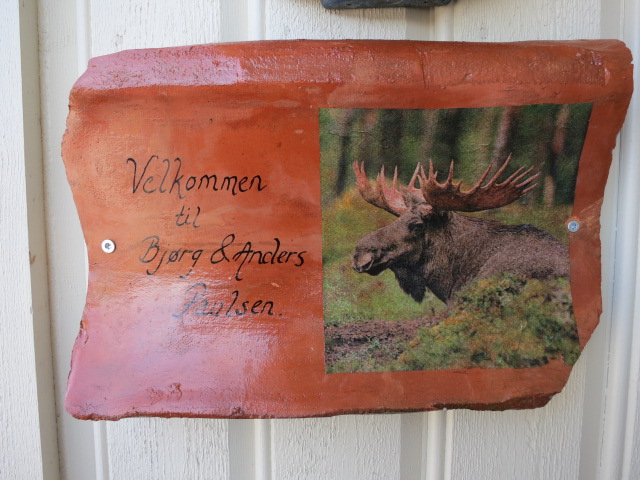 Velkommen
til
Bjørg & Anders
Paulsen.